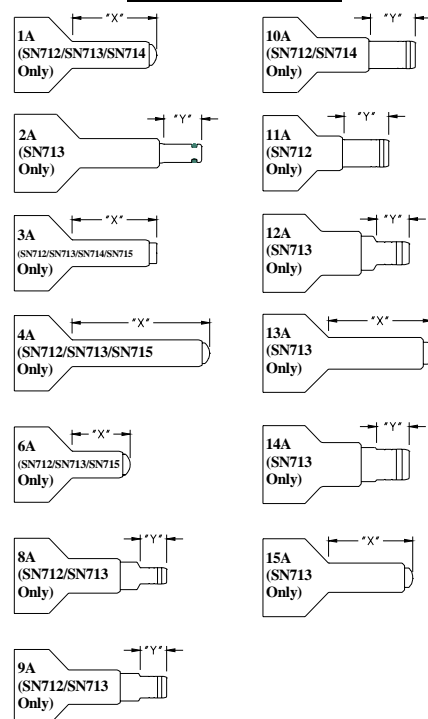 "X"
1A
(SN712/SN713/SN714
Only)
"Y"
2A
(SN713
Only)
"X"
3A
(SN712/SN713/SN714/SN715
Only)
"X"
4A
(SN712/SN713/SN715
Only)
"X"
6A
(SN712/SN713/SN715
Only)
"Y"
8A
(SN712/SN713
Only)
"Y"
9A
(SN712/SN713
Only)
"Y"
10A
(SN712/SN714
Only)
"Y"
11A
(SN712
Only)
"Y"
12A
(SN713
Only)
"X"
13A
(SN713
Only)
"Y"
14A
(SN713
Only)
"X"
15A
(SN713
Only)